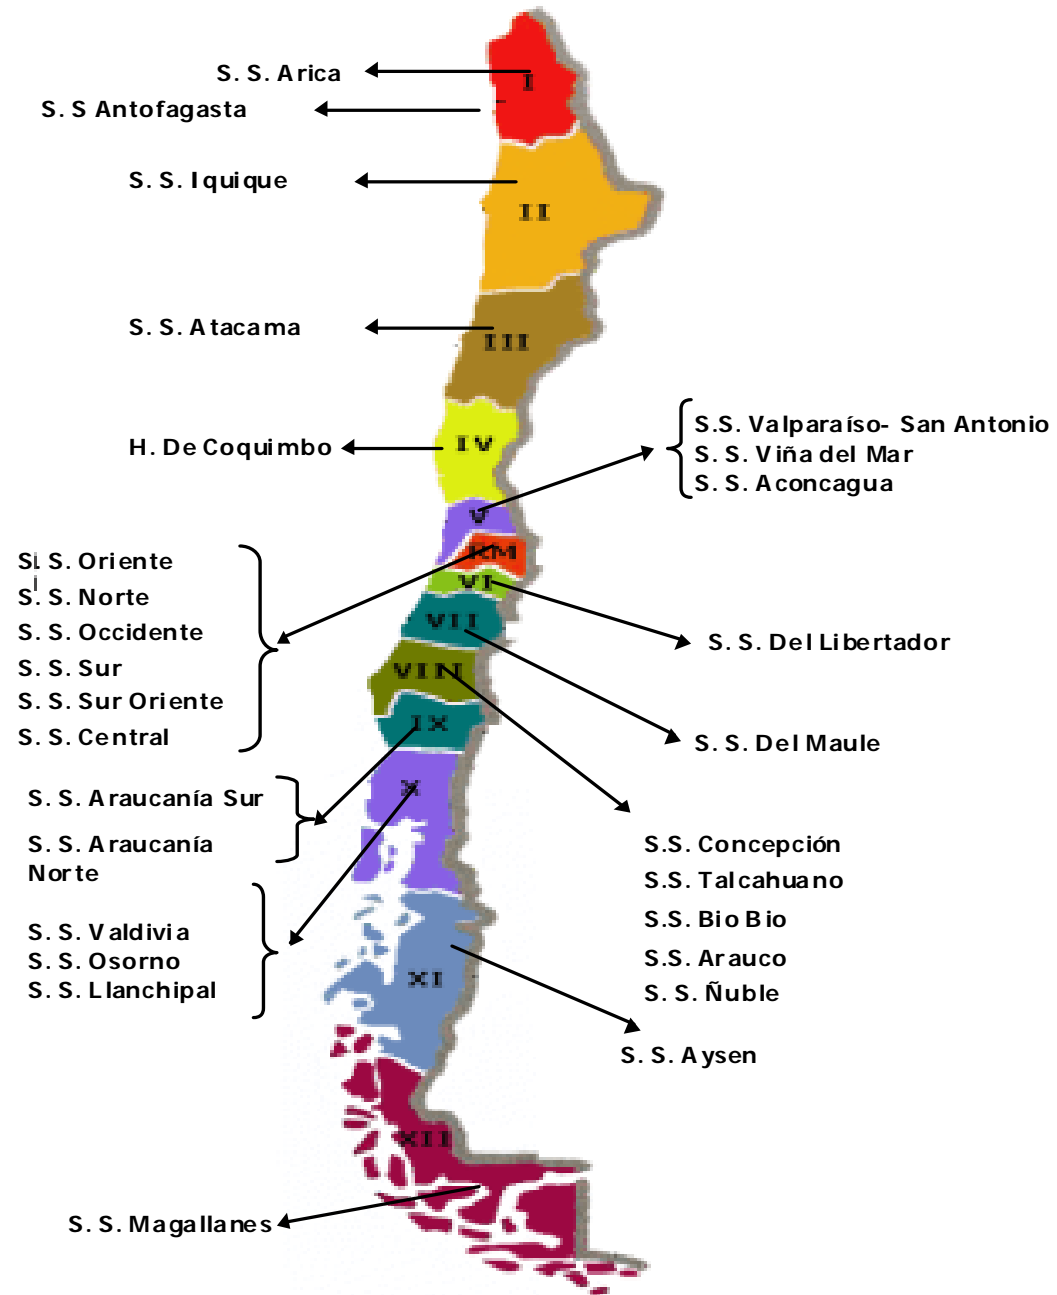 S. S. Arica
S. S Antofagasta
S. S. Iquique
S. S. Atacama
H. De Coquimbo
I
II
III
IV
V
RM
VI
VII
VIII
IX
X
XI
XII
S.S. Valparaíso- San Antonio
S. S. Viña del Mar
S. S. Aconcagua
S. S. Oriente
S. S. Norte
S. S. Occidente
S. S. Sur
S. S. Sur Oriente
S. S. Central
S. S. Del Libertador
S. S. Del Maule
S. S. Araucanía Sur
S. S. Araucanía
Norte
S. S. Valdivia
S. S. Osorno
S. S. Llanchipal
S.S. Concepción
S.S. Talcahuano
S.S. Bio Bio
S.S. Arauco
S. S. Ñuble
S. S. Aysen
S. S. Magallanes